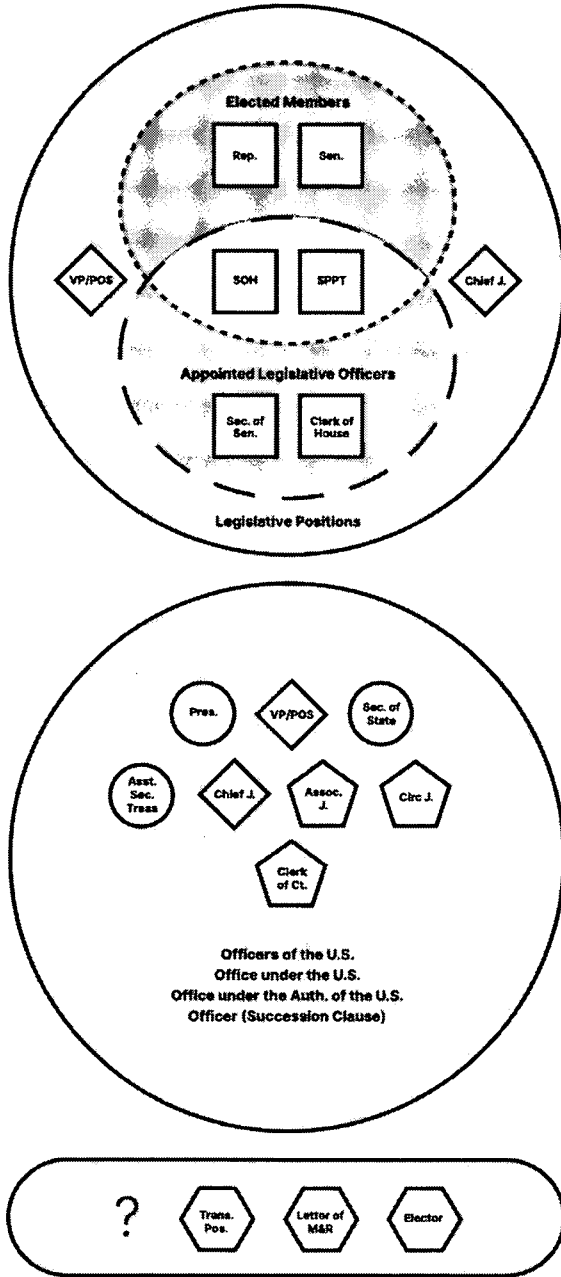 Elected Members
Rep.
Sen.
VP/POS
SOH
SPPT
Chief J.
Appointed Legislative Officers
Sec. of
Sen.
Clerk of
House
Legislative Positions
Pres.
VP/POS
Sec. of
State
Asst.
Sec.
Treas
Chief J.
Assoc.
J.
Circ J.
Clerk
of Ct.
Officers of the U.S.
Office under the U.S.
Office under the Auth. of the U.S.
Officer (Succession Clause)
?
Trans.
Pos.
Letter of
M&R
Elector